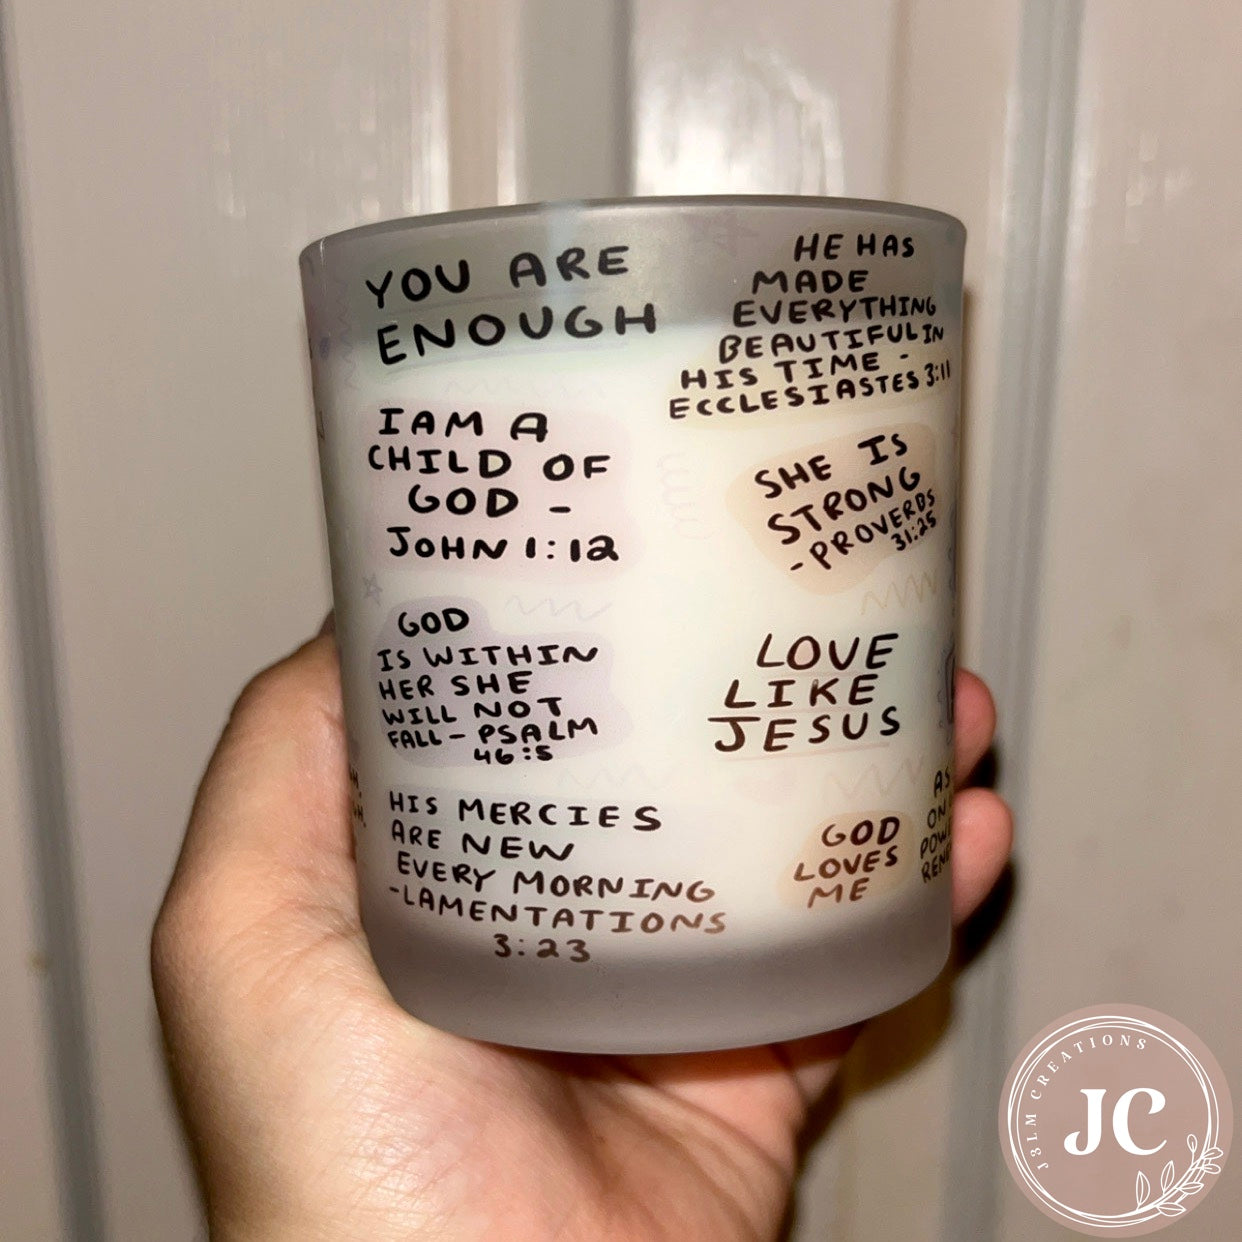 YOU ARE
ENOUGH
I AM A
CHILD OF
GOD -
JOHN 1:12
GOD
IS WITHIN
HER SHE
WILL NOT
FALL - PSALM
46:5
HIS MERCIES
ARE NEW
EVERY MORNING
-LAMENTATIONS
3:23
HE HAS
MADE
EVERYTHING
BEAUTIFUL IN
HIS TIME -
ECCLESIASTES 3:11
SHE IS
STRONG
-PROVERBS
31:25
LOVE
LIKE
JESUS
GOD
LOVES
ME
AS
ON
J3LM CREATIONS
JC